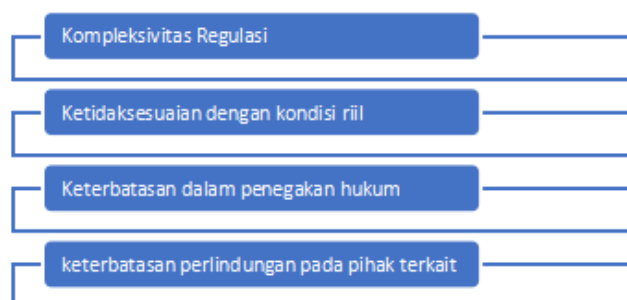 Kompleksivitas Regulasi
Ketidaksesuaian dengan kondisi riil
Keterbatasan dalam penegakan hukum
keterbatasan perlindungan pada pihak terkait